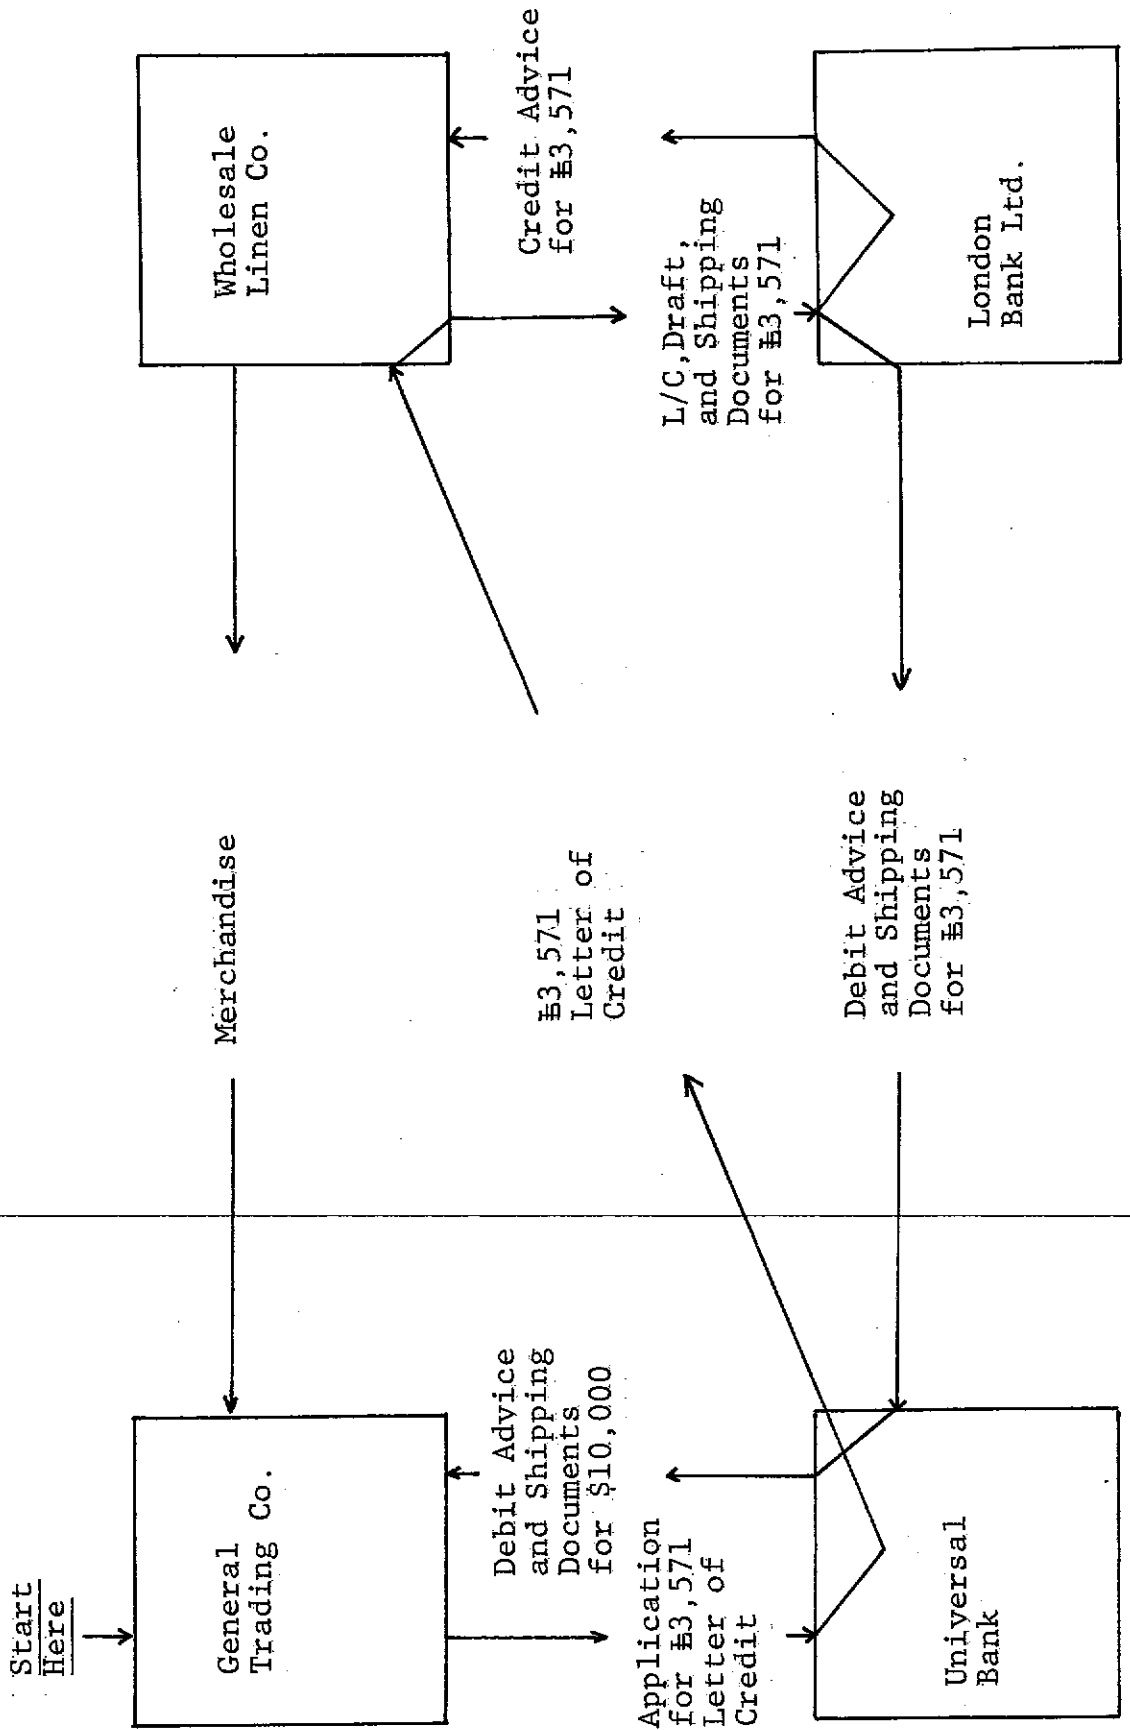 Start
Here
General
Trading Co.
Merchandise
Wholesale
Linen Co.
Debit Advice
and Shipping
Documents
for $10,000
Credit Advice
for £3,571
£3,571
Letter of
Credit
Application
for £3,571
Letter of
Credit
L/C,Draft,
and Shipping
Documents
for £3,571
Debit Advice
and Shipping
Documents
for £3,571
Universal
Bank
London
Bank Ltd.